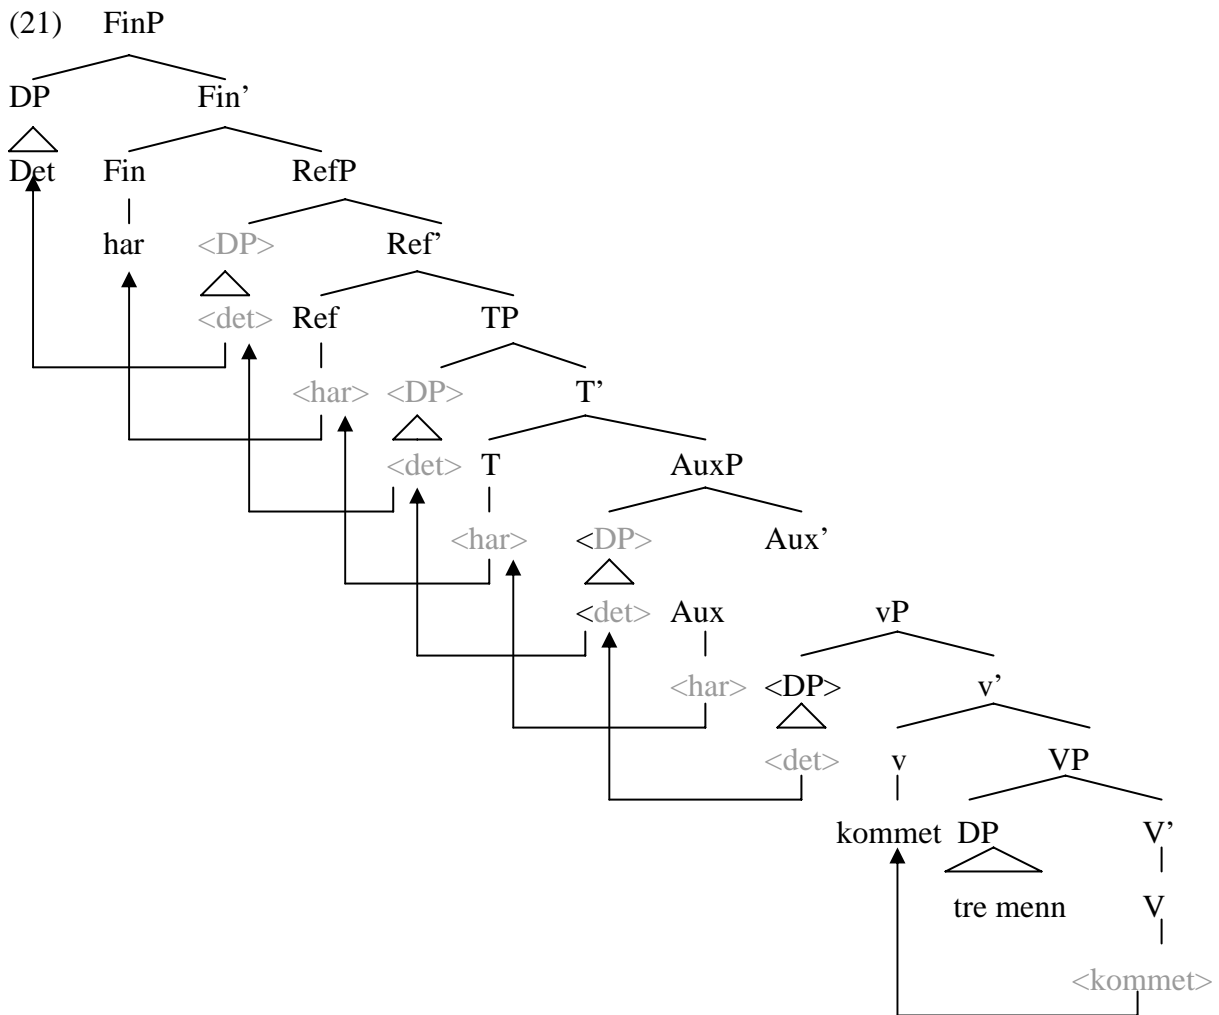 (21) FinP
DP Fin’
Det Fin RefP
har <DP> Ref’
<det> Ref TP
<har> <DP> T’
<det> T AuxP
<har> <DP> Aux’
<det> Aux vP
<har> <DP> v’
<det> v VP
kommet DP V’
tre menn V
<kommet>